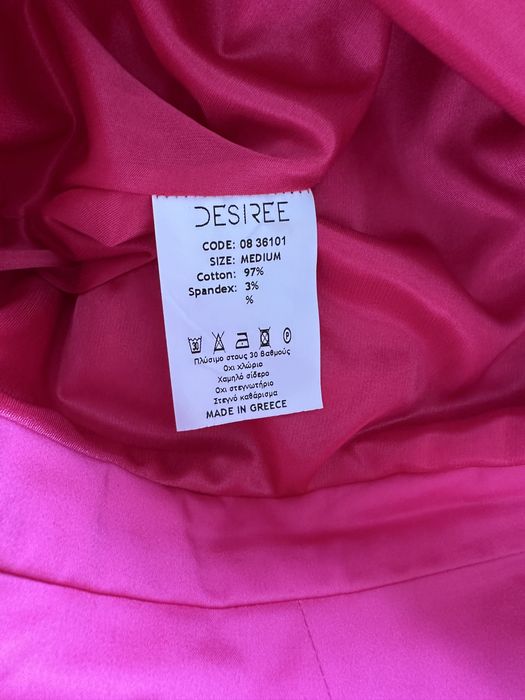 DESIREE
CODE: 08 36101
SIZE: MEDIUM
Cotton: 97%
Spandex: 3%
%
30 P
Πλύσιμο στους 30 βαθμούς
Οχι χλώριο
Χαμηλό σίδερο
Οχι στεγνωτήριο
Στεγνό καθάρισμα
MADE IN GREECE